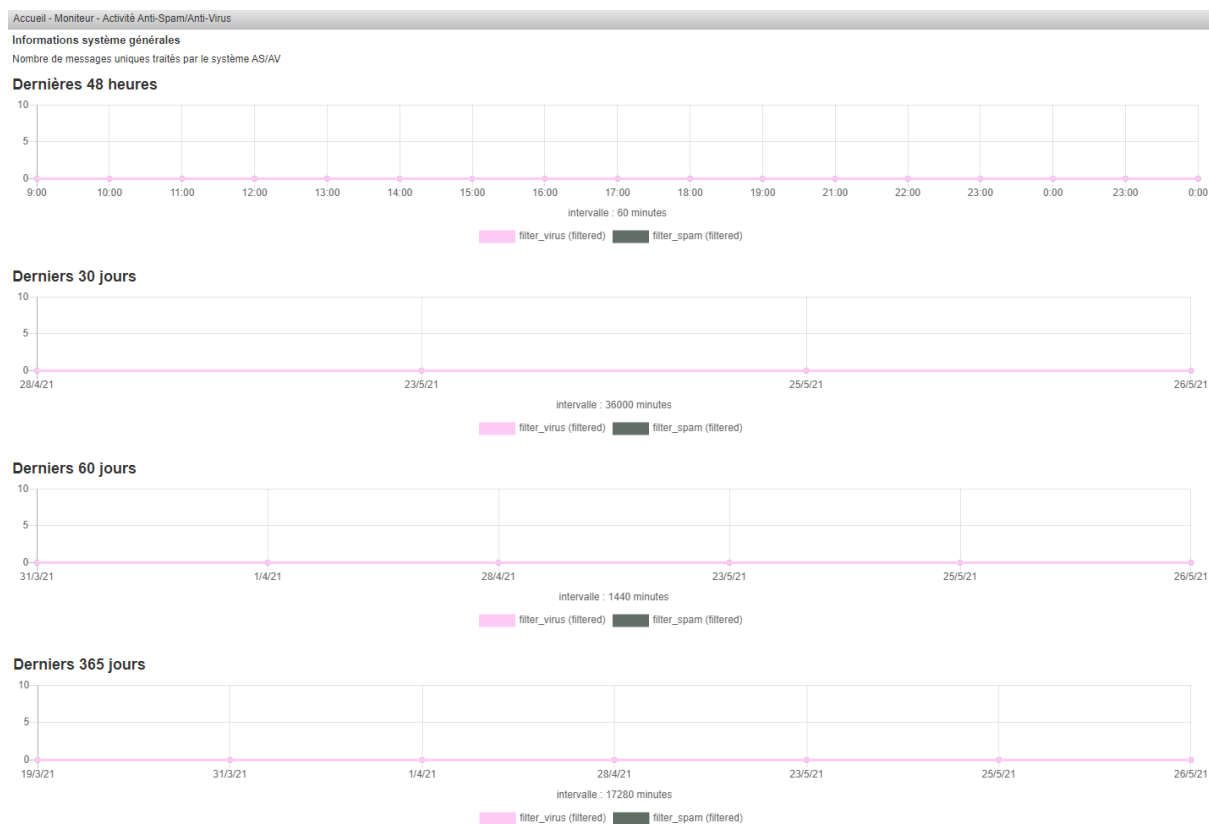 Accueil - Moniteur - Activité Anti-Spam/Anti-Virus
Informations système générales
Nombre de messages uniques traités par le système AS/AV
Dernières 48 heures
10
5
0
9:00 10:00 11:00 12:00 13:00 14:00 15:00 16:00 17:00 18:00 19:00 21:00 22:00 23:00 0:00 23:00 0:00
intervalle : 60 minutes
filter_virus (filtered) filter_spam (filtered)
Derniers 30 jours
10
5
0
28/4/21 23/5/21 25/5/21 26/5/21
intervalle : 36000 minutes
filter_virus (filtered) filter_spam (filtered)
Derniers 60 jours
10
5
0
31/3/21 1/4/21 28/4/21 23/5/21 25/5/21 26/5/21
intervalle : 1440 minutes
filter_virus (filtered) filter_spam (filtered)
Derniers 365 jours
10
5
0
19/3/21 31/3/21 1/4/21 28/4/21 23/5/21 25/5/21 26/5/21
intervalle : 17280 minutes
filter_virus (filtered) filter_spam (filtered)